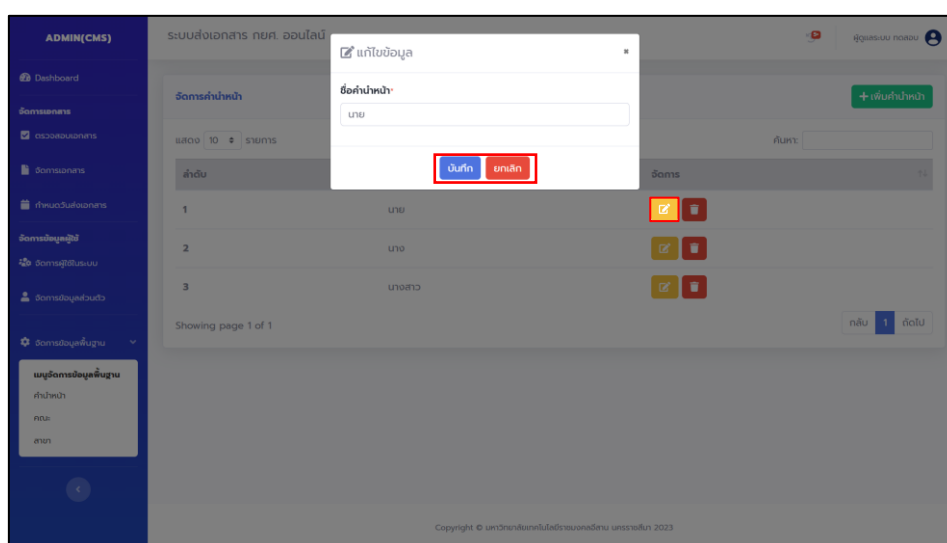 ADMIN(CMS)
ระบบส่งเอกสาร กยศ. ออนไลน์
ผู้ดูแลระบบ ทดสอบ
แก้ไขข้อมูล
ชื่อคำนำหน้า*
นาย
บันทึก ยกเลิก
Dashboard
จัดการเอกสาร
ตรวจสอบเอกสาร
จัดการเอกสาร
กำหนดวันส่งเอกสาร
จัดการข้อมูลผู้ใช้
จัดการผู้ใช้ในระบบ
จัดการข้อมูลส่วนตัว
จัดการข้อมูลพื้นฐาน
เมนูจัดการข้อมูลพื้นฐาน
คำนำหน้า
คณะ
สาขา
จัดการคำนำหน้า
+ เพิ่มคำนำหน้า
แสดง 10 รายการ
ค้นหา:
ลำดับ จัดการ
1 นาย
2 นาง
3 นางสาว
Showing page 1 of 1
กลับ 1 ถัดไป
Copyright © มหาวิทยาลัยเทคโนโลยีราชมงคลอีสาน นครราชสีมา 2023